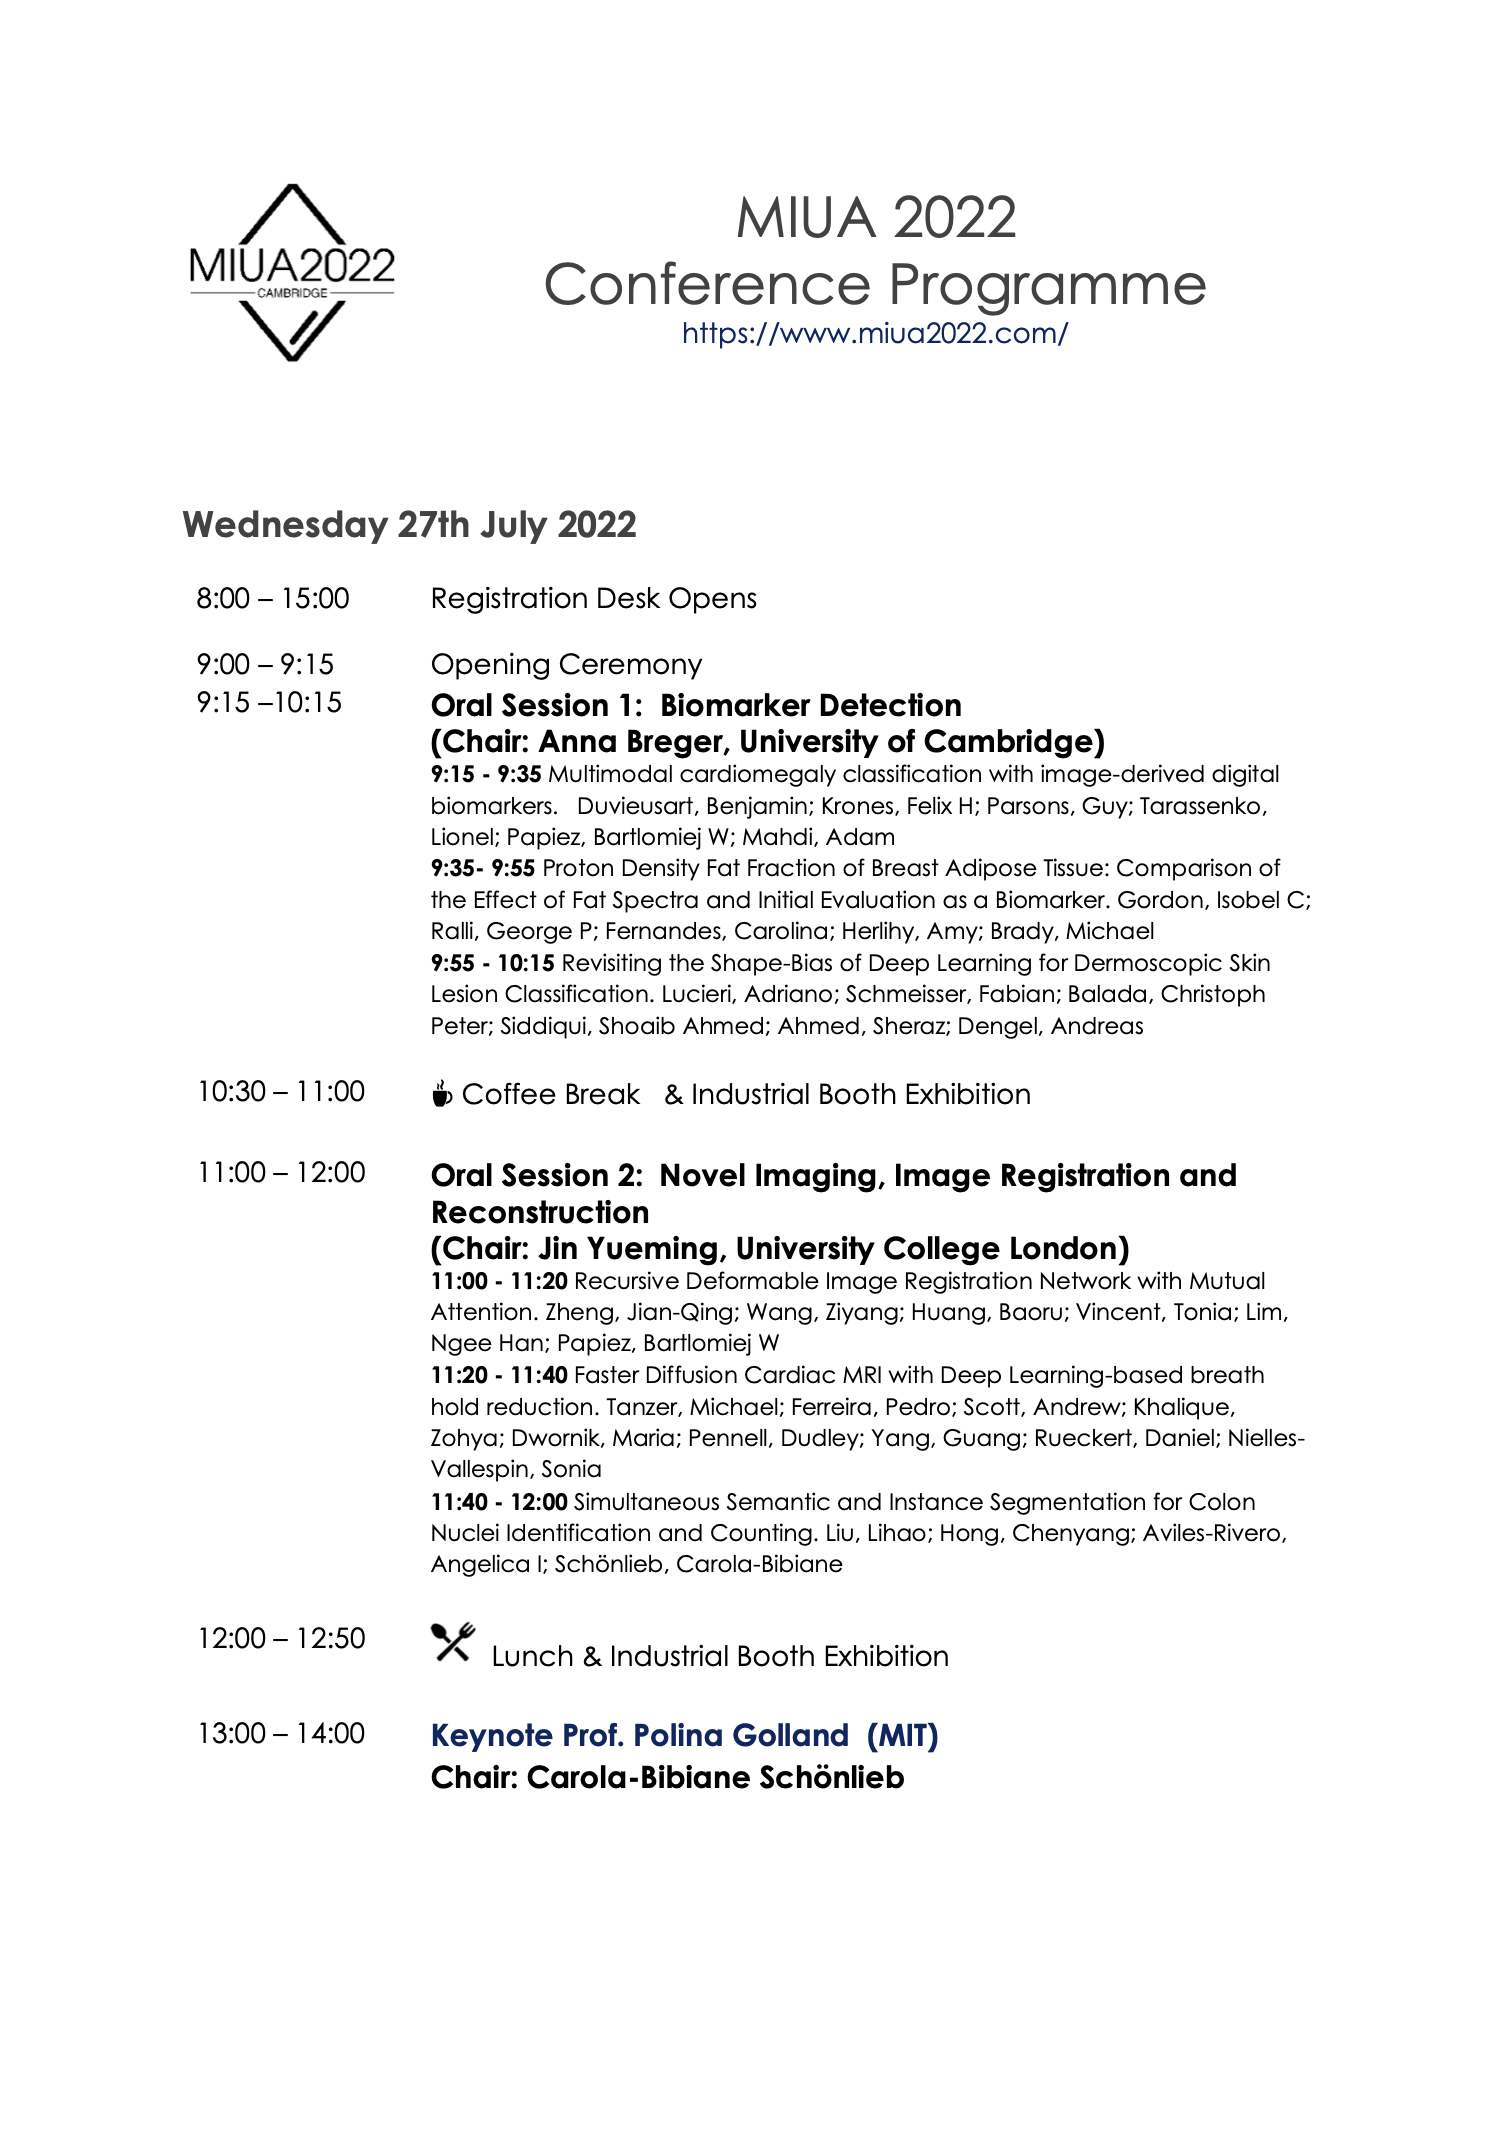 MIUA2022
CAMBRIDGE
MIUA 2022
Conference Programme
https://www.miua2022.com/
Wednesday 27th July 2022
8:00 – 15:00 Registration Desk Opens
9:00 – 9:15 Opening Ceremony
9:15 –10:15 Oral Session 1:  Biomarker Detection
(Chair: Anna Breger, University of Cambridge)
9:15 - 9:35 Multimodal cardiomegaly classification with image-derived digital
biomarkers.   Duvieusart, Benjamin; Krones, Felix H; Parsons, Guy; Tarassenko,
Lionel; Papiez, Bartlomiej W; Mahdi, Adam
9:35- 9:55 Proton Density Fat Fraction of Breast Adipose Tissue: Comparison of
the Effect of Fat Spectra and Initial Evaluation as a Biomarker. Gordon, Isobel C;
Ralli, George P; Fernandes, Carolina; Herlihy, Amy; Brady, Michael
9:55 - 10:15 Revisiting the Shape-Bias of Deep Learning for Dermoscopic Skin
Lesion Classification. Lucieri, Adriano; Schmeisser, Fabian; Balada, Christoph
Peter; Siddiqui, Shoaib Ahmed; Ahmed, Sheraz; Dengel, Andreas
10:30 – 11:00 Coffee Break   & Industrial Booth Exhibition
11:00 – 12:00 Oral Session 2:  Novel Imaging, Image Registration and
Reconstruction
(Chair: Jin Yueming, University College London)
11:00 - 11:20 Recursive Deformable Image Registration Network with Mutual
Attention. Zheng, Jian-Qing; Wang, Ziyang; Huang, Baoru; Vincent, Tonia; Lim,
Ngee Han; Papiez, Bartlomiej W
11:20 - 11:40 Faster Diffusion Cardiac MRI with Deep Learning-based breath
hold reduction. Tanzer, Michael; Ferreira, Pedro; Scott, Andrew; Khalique,
Zohya; Dwornik, Maria; Pennell, Dudley; Yang, Guang; Rueckert, Daniel; Nielles-
Vallespin, Sonia
11:40 - 12:00 Simultaneous Semantic and Instance Segmentation for Colon
Nuclei Identification and Counting. Liu, Lihao; Hong, Chenyang; Aviles-Rivero,
Angelica I; Schönlieb, Carola-Bibiane
12:00 – 12:50 Lunch & Industrial Booth Exhibition
13:00 – 14:00 Keynote Prof. Polina Golland  (MIT)
Chair: Carola-Bibiane Schönlieb